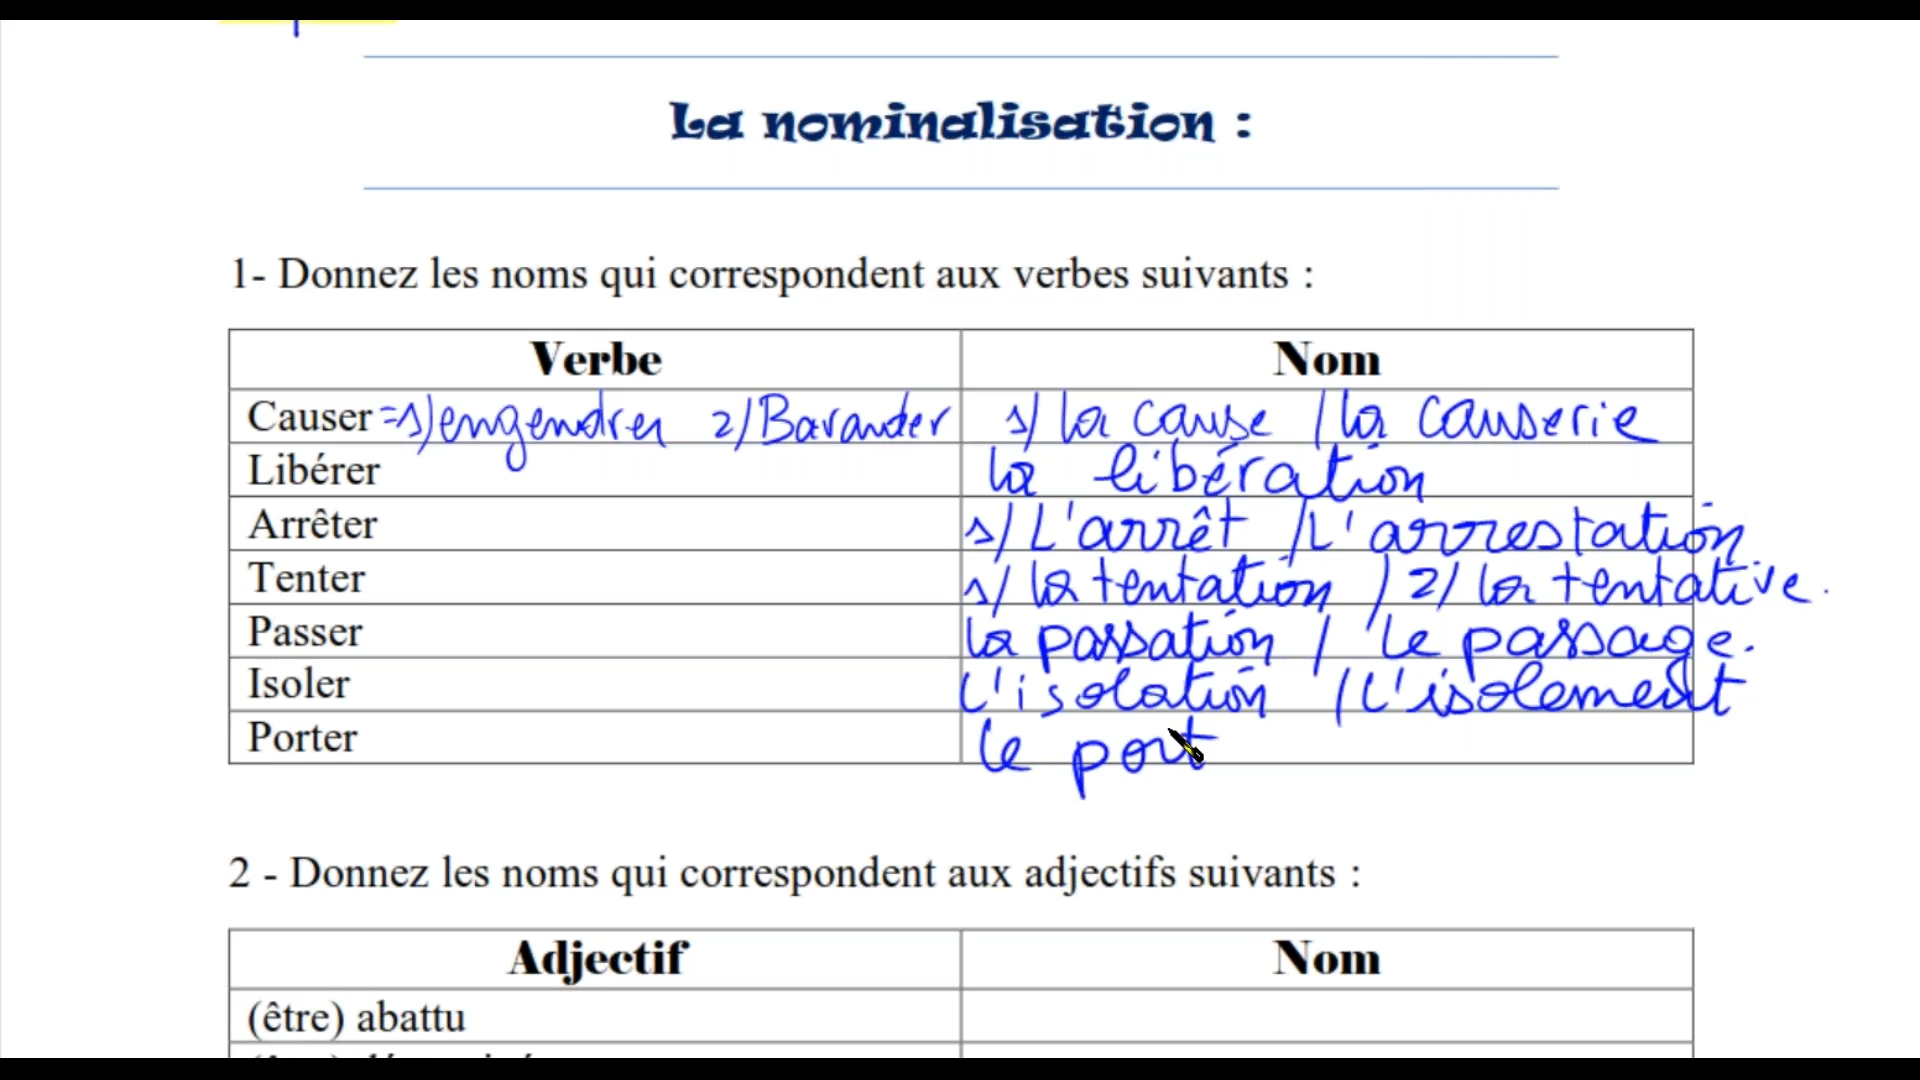 La nominalisation :
1- Donnez les noms qui correspondent aux verbes suivants :
Verbe Nom
Causer =1)engendrer 2/Bavarder 1/ la cause / la causerie
Libérer la libération
Arrêter 1/ L'arrêt /L'arrestation
Tenter 1/ la tentation / 2/ la tentative.
Passer la passation / le passage.
Isoler L'isolation /L'isolement
Porter le port
2 - Donnez les noms qui correspondent aux adjectifs suivants :
Adjectif Nom
(être) abattu